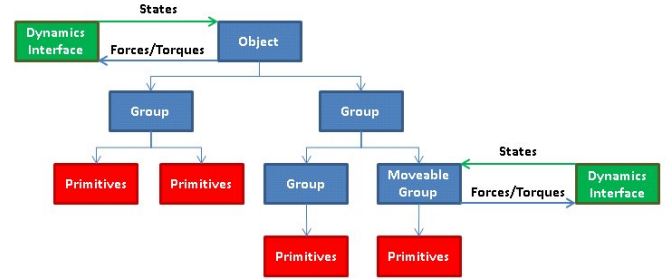 States
Dynamics
Interface
Object
Forces/Torques
Group
Group
Primitives
Primitives
Group
Moveable
Group
States
Forces/Torques
Dynamics
Interface
Primitives
Primitives